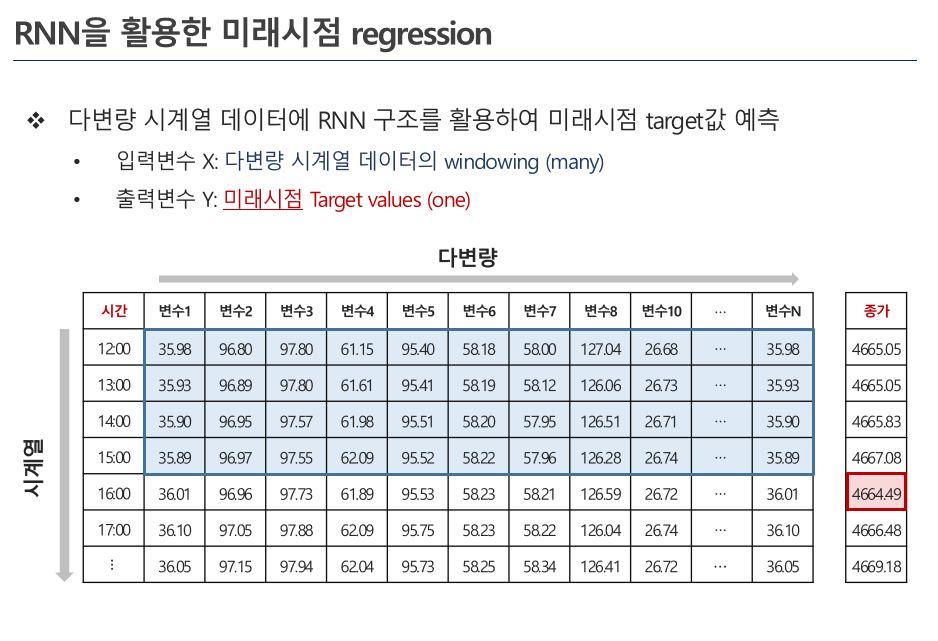 RNN을 활용한 미래시점 regression
❖ 다변량 시계열 데이터에 RNN 구조를 활용하여 미래시점 target값 예측
• 입력변수 X: 다변량 시계열 데이터의 windowing (many)
• 출력변수 Y: 미래시점 Target values (one)
다변량
시간 변수1 변수2 변수3 변수4 변수5 변수6 변수7 변수8 변수10 ⋯ 변수N 종가
12:00 35.98 96.80 97.80 61.15 95.40 58.18 58.00 127.04 26.68 ⋯ 35.98 4665.05
13:00 35.93 96.89 97.80 61.61 95.41 58.19 58.12 126.06 26.73 ⋯ 35.93 4665.05
14:00 35.90 96.95 97.57 61.98 95.51 58.20 57.95 126.51 26.71 ⋯ 35.90 4665.83
15:00 35.89 96.97 97.55 62.09 95.52 58.22 57.96 126.28 26.74 ⋯ 35.89 4667.08
16:00 36.01 96.96 97.73 61.89 95.53 58.23 58.21 126.59 26.72 ⋯ 36.01 4664.49
17:00 36.10 97.05 97.88 62.09 95.75 58.23 58.22 126.04 26.74 ⋯ 36.10 4666.48
⋮ 36.05 97.15 97.94 62.04 95.73 58.25 58.34 126.41 26.72 ⋯ 36.05 4669.18
시계열